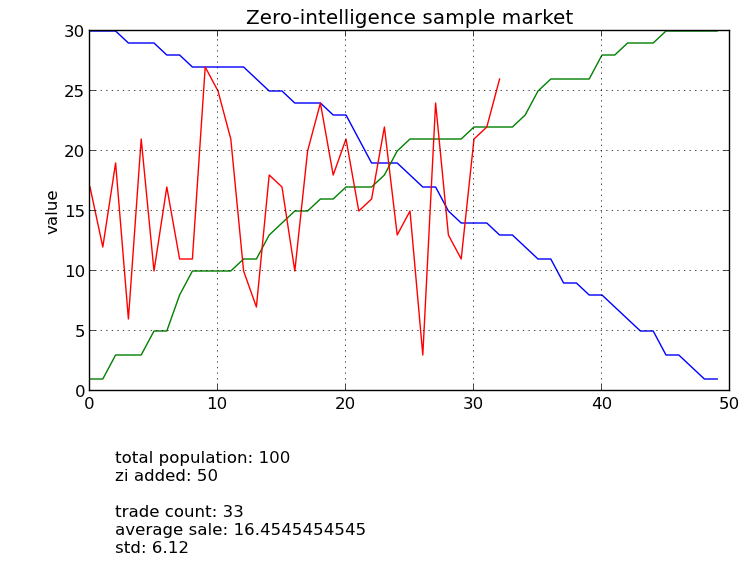 Zero-intelligence sample market
30
25
20
15
10
5
0
value
0 10 20 30 40 50
total population: 100
zi added: 50
trade count: 33
average sale: 16.4545454545
std: 6.12